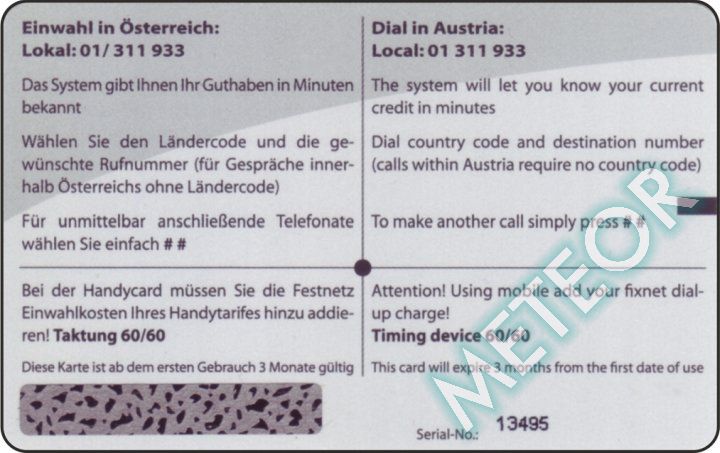 Einwahl in Österreich:
Lokal: 01/ 311 933
Das System gibt Ihnen Ihr Guthaben in Minuten
bekannt
Wählen Sie den Ländercode und die ge-
wünschte Rufnummer (für Gespräche inner-
halb Österreichs ohne Ländercode)
Für unmittelbar anschließende Telefonate
wählen Sie einfach # #
Dial in Austria:
Local: 01 311 933
The system will let you know your current
credit in minutes
Dial country code and destination number
(calls within Austria require no country code)
To make another call simply press # #
Bei der Handycard müssen Sie die Festnetz
Einwahlkosten Ihres Handytarifes hinzu addie-
ren! Taktung 60/60
Diese Karte ist ab dem ersten Gebrauch 3 Monate gültig
Attention! Using mobile add your fixnet dial-
up charge!
Timing device 60/60
This card will expire 3 months from the first date of use
Serial-No.: 13495
METEOR